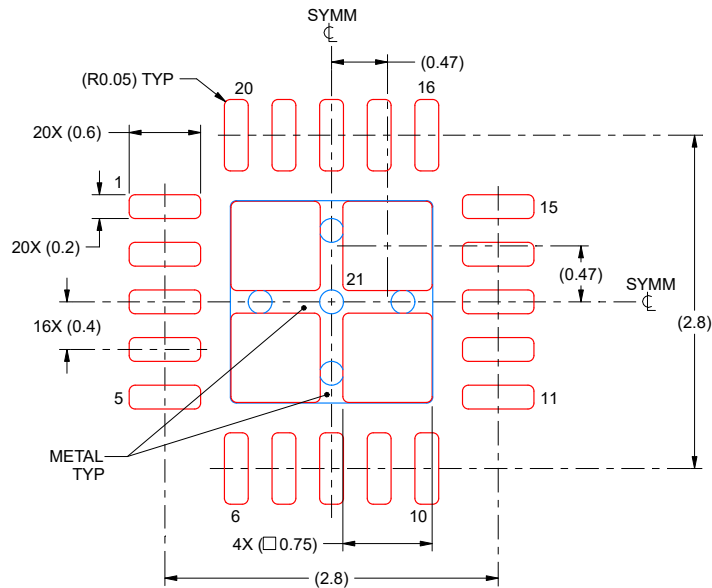 SYMM
℄
(0.47)
(R0.05) TYP
20
16
20X (0.6)
1
15
20X (0.2)
21
(0.47)
SYMM
℄
16X (0.4)
(2.8)
5
11
METAL
TYP
6
10
4X (□0.75)
(2.8)